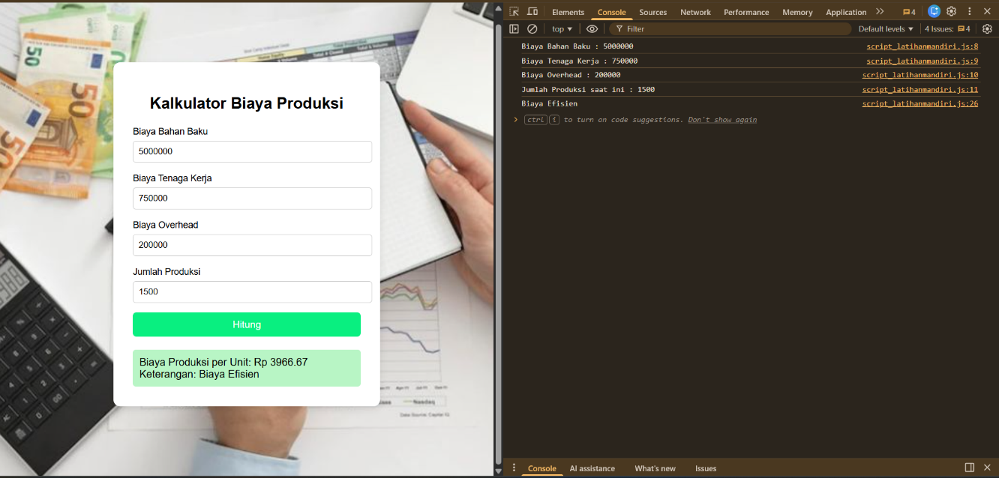 Kalkulator Biaya Produksi
Biaya Bahan Baku
5000000
Biaya Tenaga Kerja
750000
Biaya Overhead
200000
Jumlah Produksi
1500
Hitung
Biaya Produksi per Unit: Rp 3966.67
Keterangan: Biaya Efisien
50
50
Elements Console Sources Network Performance Memory Application 4
top Filter Default levels 4 Issues: 4
Biaya Bahan Baku : 5000000 script_latihanmandiri.js:8
Biaya Tenaga Kerja : 750000 script_latihanmandiri.js:9
Biaya Overhead : 200000 script_latihanmandiri.js:10
Jumlah Produksi saat ini : 1500 script_latihanmandiri.js:11
Biaya Efisien script_latihanmandiri.js:26
ctrl i to turn on code suggestions. Don't show again
Console AI assistance What's new Issues